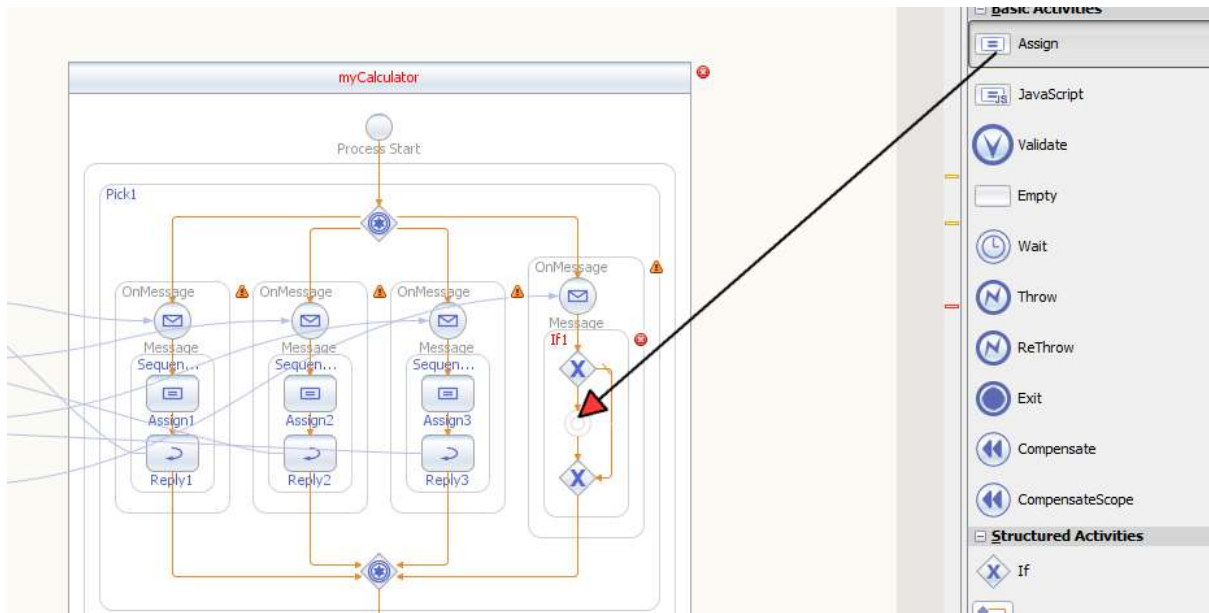 Basic Activities
Assign
JavaScript
Validate
Empty
Wait
Throw
ReThrow
Exit
Compensate
CompensateScope
Structured Activities
If
myCalculator
Process Start
Pick1
OnMessage
Message
Sequen...
Assign1
Reply1
OnMessage
Message
Sequen...
Assign2
Reply2
OnMessage
Message
Sequen...
Assign3
Reply3
OnMessage
Message
If1